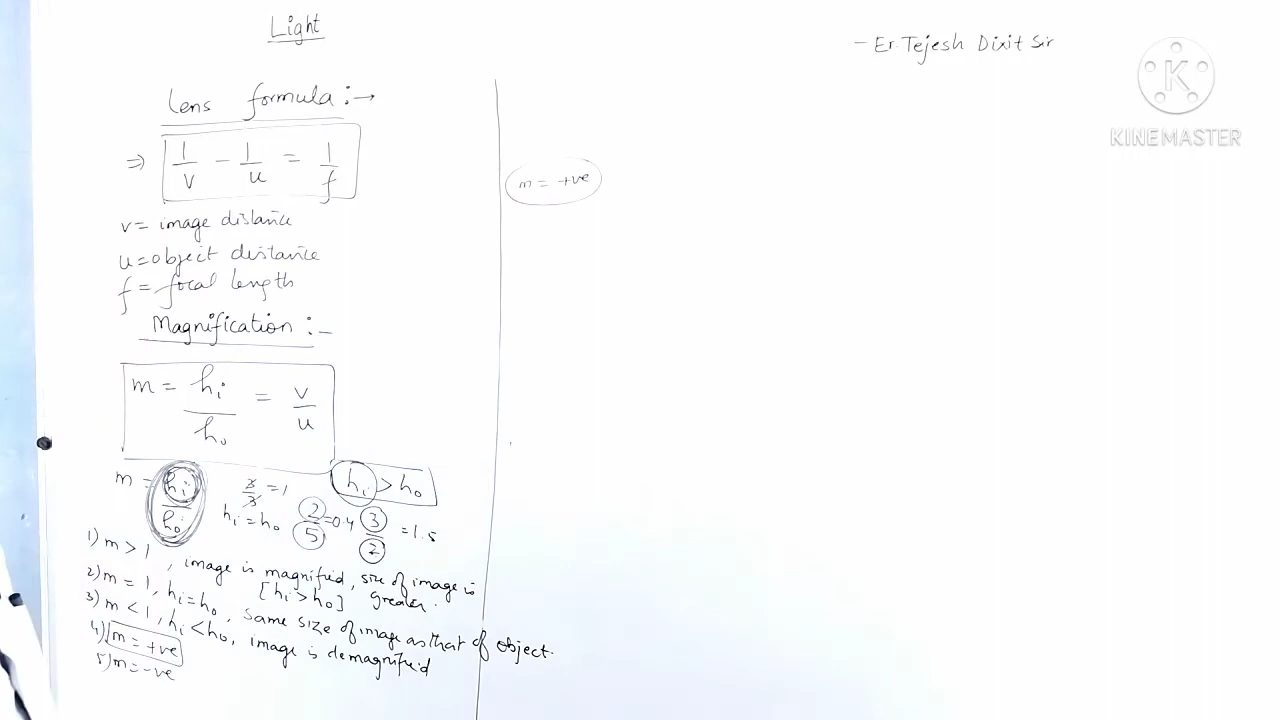 Light
- Er. Tejesh Dixit Sir
K
KINEMASTER
Lens formula :→
⇒ 1/v - 1/u = 1/f
v = image distance
u = object distance
f = focal length
Magnification :-
m = hi/ho = v/u
m = hi/ho
3/3 = 1
hi = ho
2/5 = 0.4
3/2 = 1.5
hi > ho
1) m > 1, image is magnified, size of image is
[hi > ho] greater.
2) m = 1, hi = ho, same size of image as that of object.
3) m < 1, hi < ho, image is demagnified
4) m = +ve
5) m = -ve
m = +ve